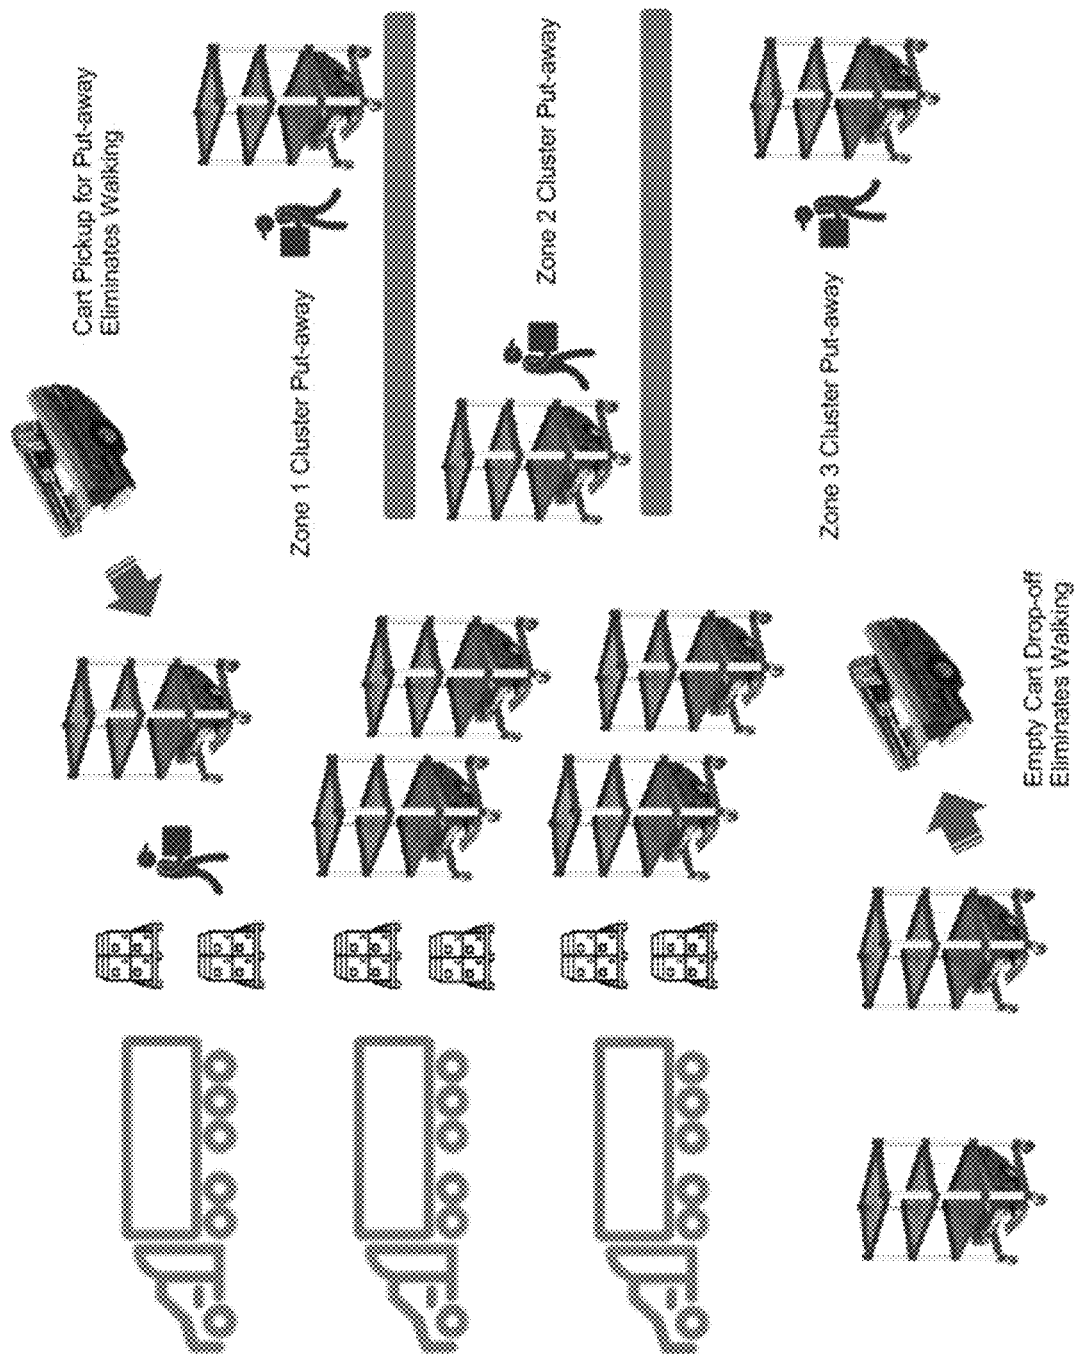 Cart Pickup for Put-away
Eliminates Walking
Zone 1 Cluster Put-away
Zone 2 Cluster Put-away
Zone 3 Cluster Put-away
Empty Cart Drop-off
Eliminates Walking